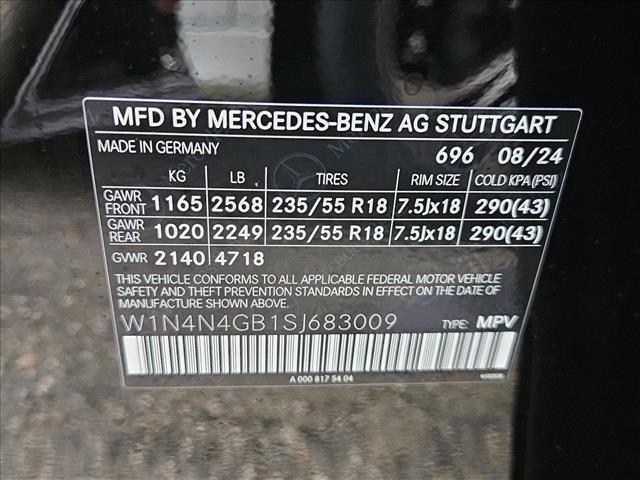 MFD BY MERCEDES-BENZ AG STUTTGART
MADE IN GERMANY 696 08/24
KG LB TIRES RIM SIZE COLD KPA(PSI)
GAWR FRONT 1165 2568 235/55 R18 7.5Jx18 290(43)
GAWR REAR 1020 2249 235/55 R18 7.5Jx18 290(43)
GVWR 2140 4718
THIS VEHICLE CONFORMS TO ALL APPLICABLE FEDERAL MOTOR VEHICLE
SAFETY STANDARDS IN EFFECT ON THE DATE OF MANUFACTURE
SHOWN ABOVE.
W1N4N4GB1SJ683009 TYPE: MPV
A 000 817 54 04